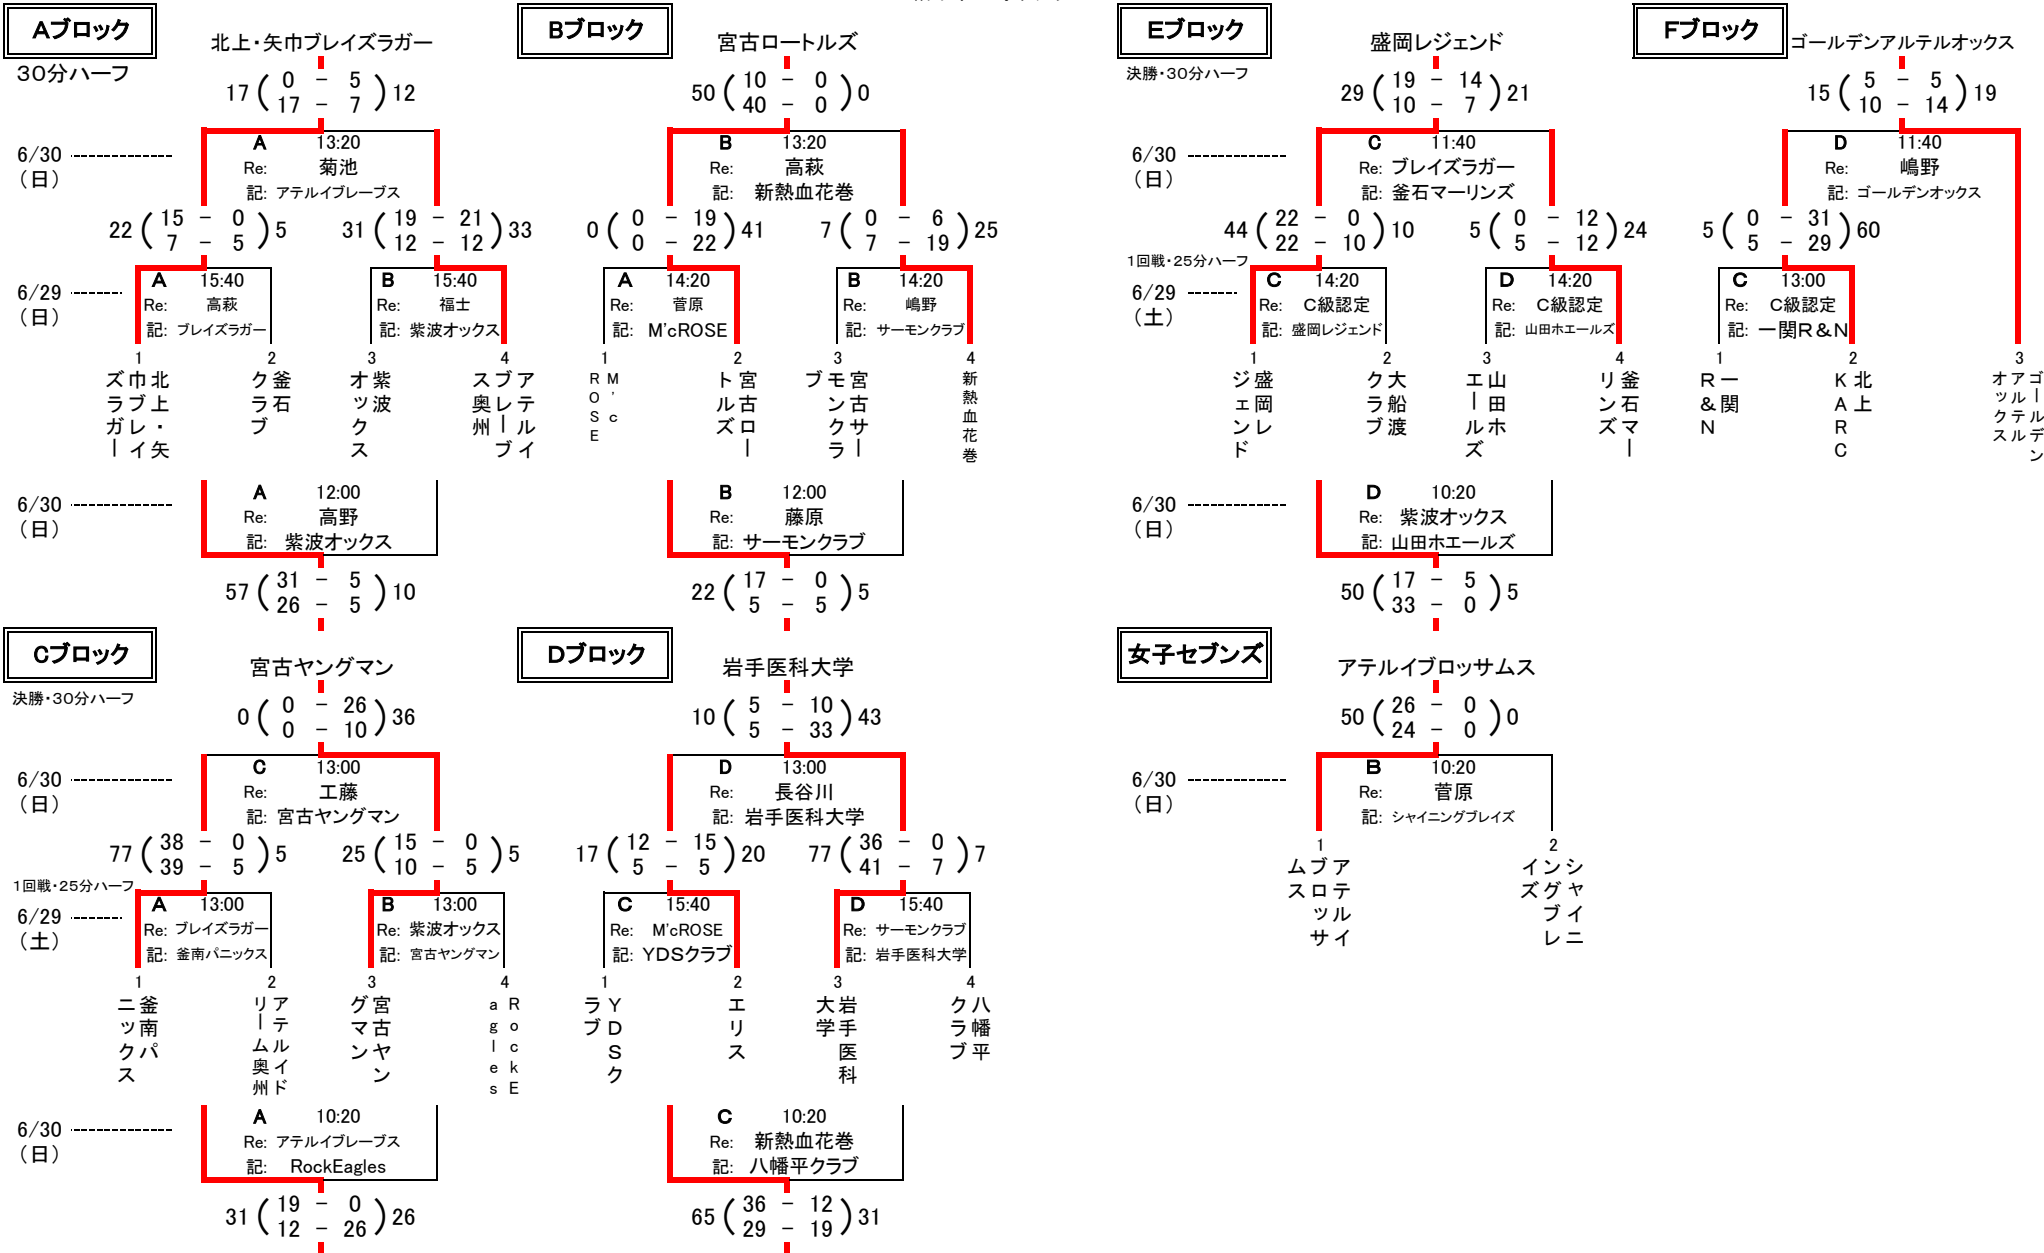 Aブロック
30分ハーフ
北上・矢巾ブレイズラガー
17 ( 0 - 5 ) 12
17 - 7
6/30
（日）
A 13:20
Re: 菊池
記: アテルイブレーブス
22 ( 15 - 0 ) 5
7 - 5
31 ( 19 - 21 ) 33
12 - 12
6/29
（日）
A 15:40
Re: 高萩
記: ブレイズラガー
B 15:40
Re: 福士
記: 紫波オックス
1 北上・矢巾ブレイズラガー
2 釜石クラブ
3 紫波オックス
4 アテルイブレーブス奥州
6/30
（日）
A 12:00
Re: 高野
記: 紫波オックス
57 ( 31 - 5 ) 10
26 - 5
Bブロック
宮古ロートルズ
50 ( 10 - 0 ) 0
40 - 0
B 13:20
Re: 高萩
記: 新熱血花巻
0 ( 0 - 19 ) 41
0 - 22
7 ( 0 - 6 ) 25
7 - 19
A 14:20
Re: 菅原
記: M'cROSE
B 14:20
Re: 嶋野
記: サーモンクラブ
1 M'cROSE
2 宮古ロートルズ
3 宮古サーモンクラブ
4 新熱血花巻
B 12:00
Re: 藤原
記: サーモンクラブ
22 ( 17 - 0 ) 5
5 - 5
Eブロック
決勝・30分ハーフ
盛岡レジェンド
29 ( 19 - 14 ) 21
10 - 7
6/30
（日）
C 11:40
Re: ブレイズラガー
記: 釜石マーリンズ
44 ( 22 - 0 ) 10
22 - 10
5 ( 0 - 12 ) 24
5 - 12
1回戦・25分ハーフ
6/29
（土）
C 14:20
Re: C級認定
記: 盛岡レジェンド
D 14:20
Re: C級認定
記: 山田ホエールズ
1 盛岡レジェンド
2 大船渡クラブ
3 山田ホエールズ
4 釜石マーリンズ
6/30
（日）
D 10:20
Re: 紫波オックス
記: 山田ホエールズ
50 ( 17 - 5 ) 5
33 - 0
Fブロック
ゴールデンアルテルオックス
15 ( 5 - 5 ) 19
10 - 14
D 11:40
Re: 嶋野
記: ゴールデンオックス
5 ( 0 - 31 ) 60
5 - 29
C 13:00
Re: C級認定
記: 一関R&N
1 一関R&N
2 北上KARC
3 ゴールデンアルテルオックス
Cブロック
決勝・30分ハーフ
宮古ヤングマン
0 ( 0 - 26 ) 36
0 - 10
6/30
（日）
C 13:00
Re: 工藤
記: 宮古ヤングマン
77 ( 38 - 0 ) 5
39 - 5
25 ( 15 - 0 ) 5
10 - 5
1回戦・25分ハーフ
6/29
（土）
A 13:00
Re: ブレイズラガー
記: 釜南パニックス
B 13:00
Re: 紫波オックス
記: 宮古ヤングマン
1 釜南パニックス
2 アテルイドリーム奥州
3 宮古ヤングマン
4 RockEagles
6/30
（日）
A 10:20
Re: アテルイブレーブス
記: RockEagles
31 ( 19 - 0 ) 26
12 - 26
Dブロック
岩手医科大学
10 ( 5 - 10 ) 43
5 - 33
D 13:00
Re: 長谷川
記: 岩手医科大学
17 ( 12 - 15 ) 20
5 - 5
77 ( 36 - 0 ) 7
41 - 7
C 15:40
Re: M'cROSE
記: YDSクラブ
D 15:40
Re: サーモンクラブ
記: 岩手医科大学
1 YDSクラブ
2 エリス
3 岩手医科大学
4 八幡平クラブ
C 10:20
Re: 新熱血花巻
記: 八幡平クラブ
65 ( 36 - 12 ) 31
29 - 19
女子セブンズ
アテルイブロッサムス
50 ( 26 - 0 ) 0
24 - 0
6/30
（日）
B 10:20
Re: 菅原
記: シャイニングブレイズ
1 アテルイブロッサムス
2 シャイニングブレイズ